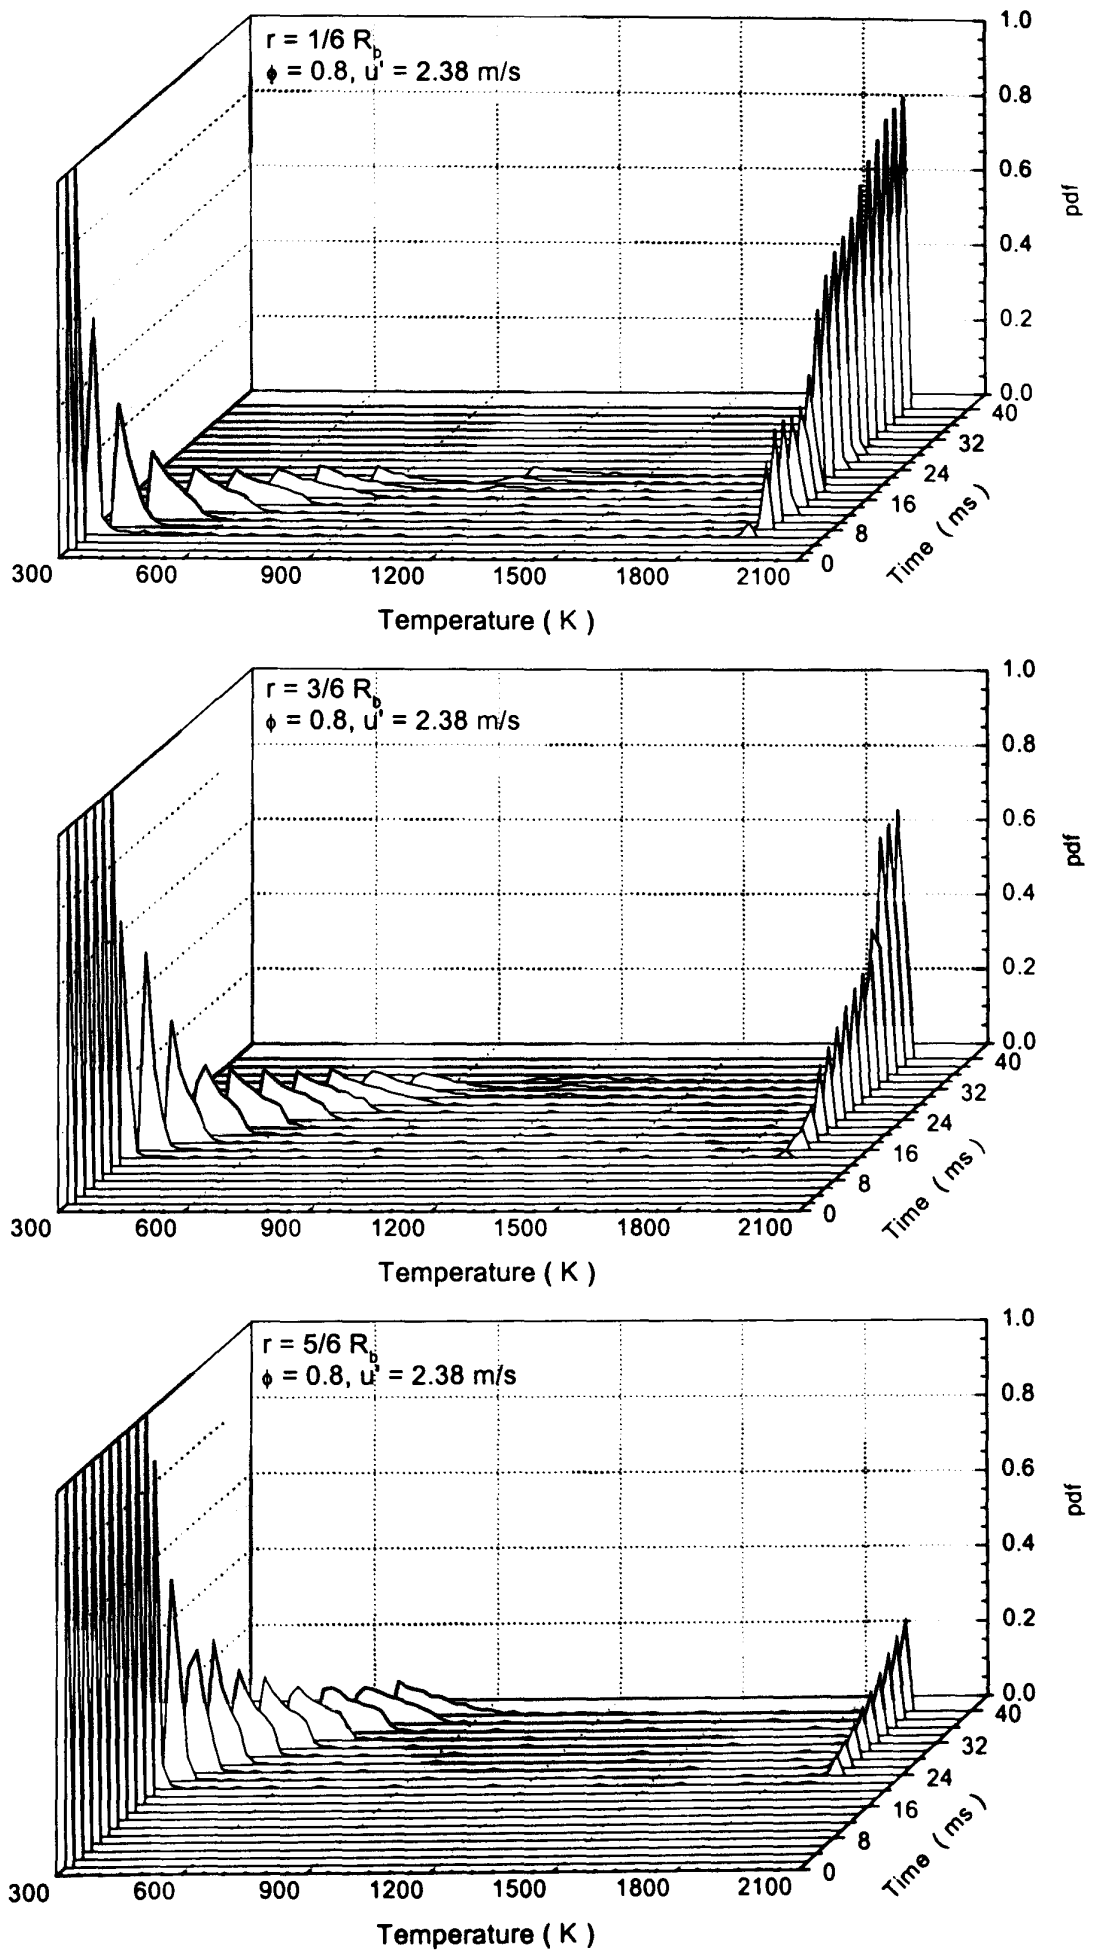 r = 1/6 R_b
ϕ = 0.8, u' = 2.38 m/s
1.0
0.8
0.6
0.4
0.2
0.0
pdf
40
32
24
16
8
0
Time ( ms )
300 600 900 1200 1500 1800 2100
Temperature ( K )
r = 3/6 R_b
ϕ = 0.8, u' = 2.38 m/s
1.0
0.8
0.6
0.4
0.2
0.0
pdf
40
32
24
16
8
0
Time ( ms )
300 600 900 1200 1500 1800 2100
Temperature ( K )
r = 5/6 R_b
ϕ = 0.8, u' = 2.38 m/s
1.0
0.8
0.6
0.4
0.2
0.0
pdf
40
32
24
16
8
0
Time ( ms )
300 600 900 1200 1500 1800 2100
Temperature ( K )